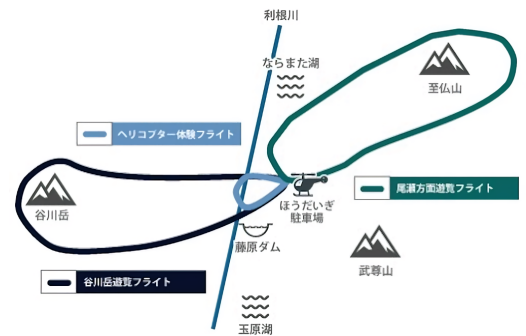 利根川
ならまた湖
至仏山
ヘリコプター体験フライト
谷川岳
ほうだいぎ
駐車場
尾瀬方面遊覧フライト
藤原ダム
武尊山
谷川岳遊覧フライト
玉原湖